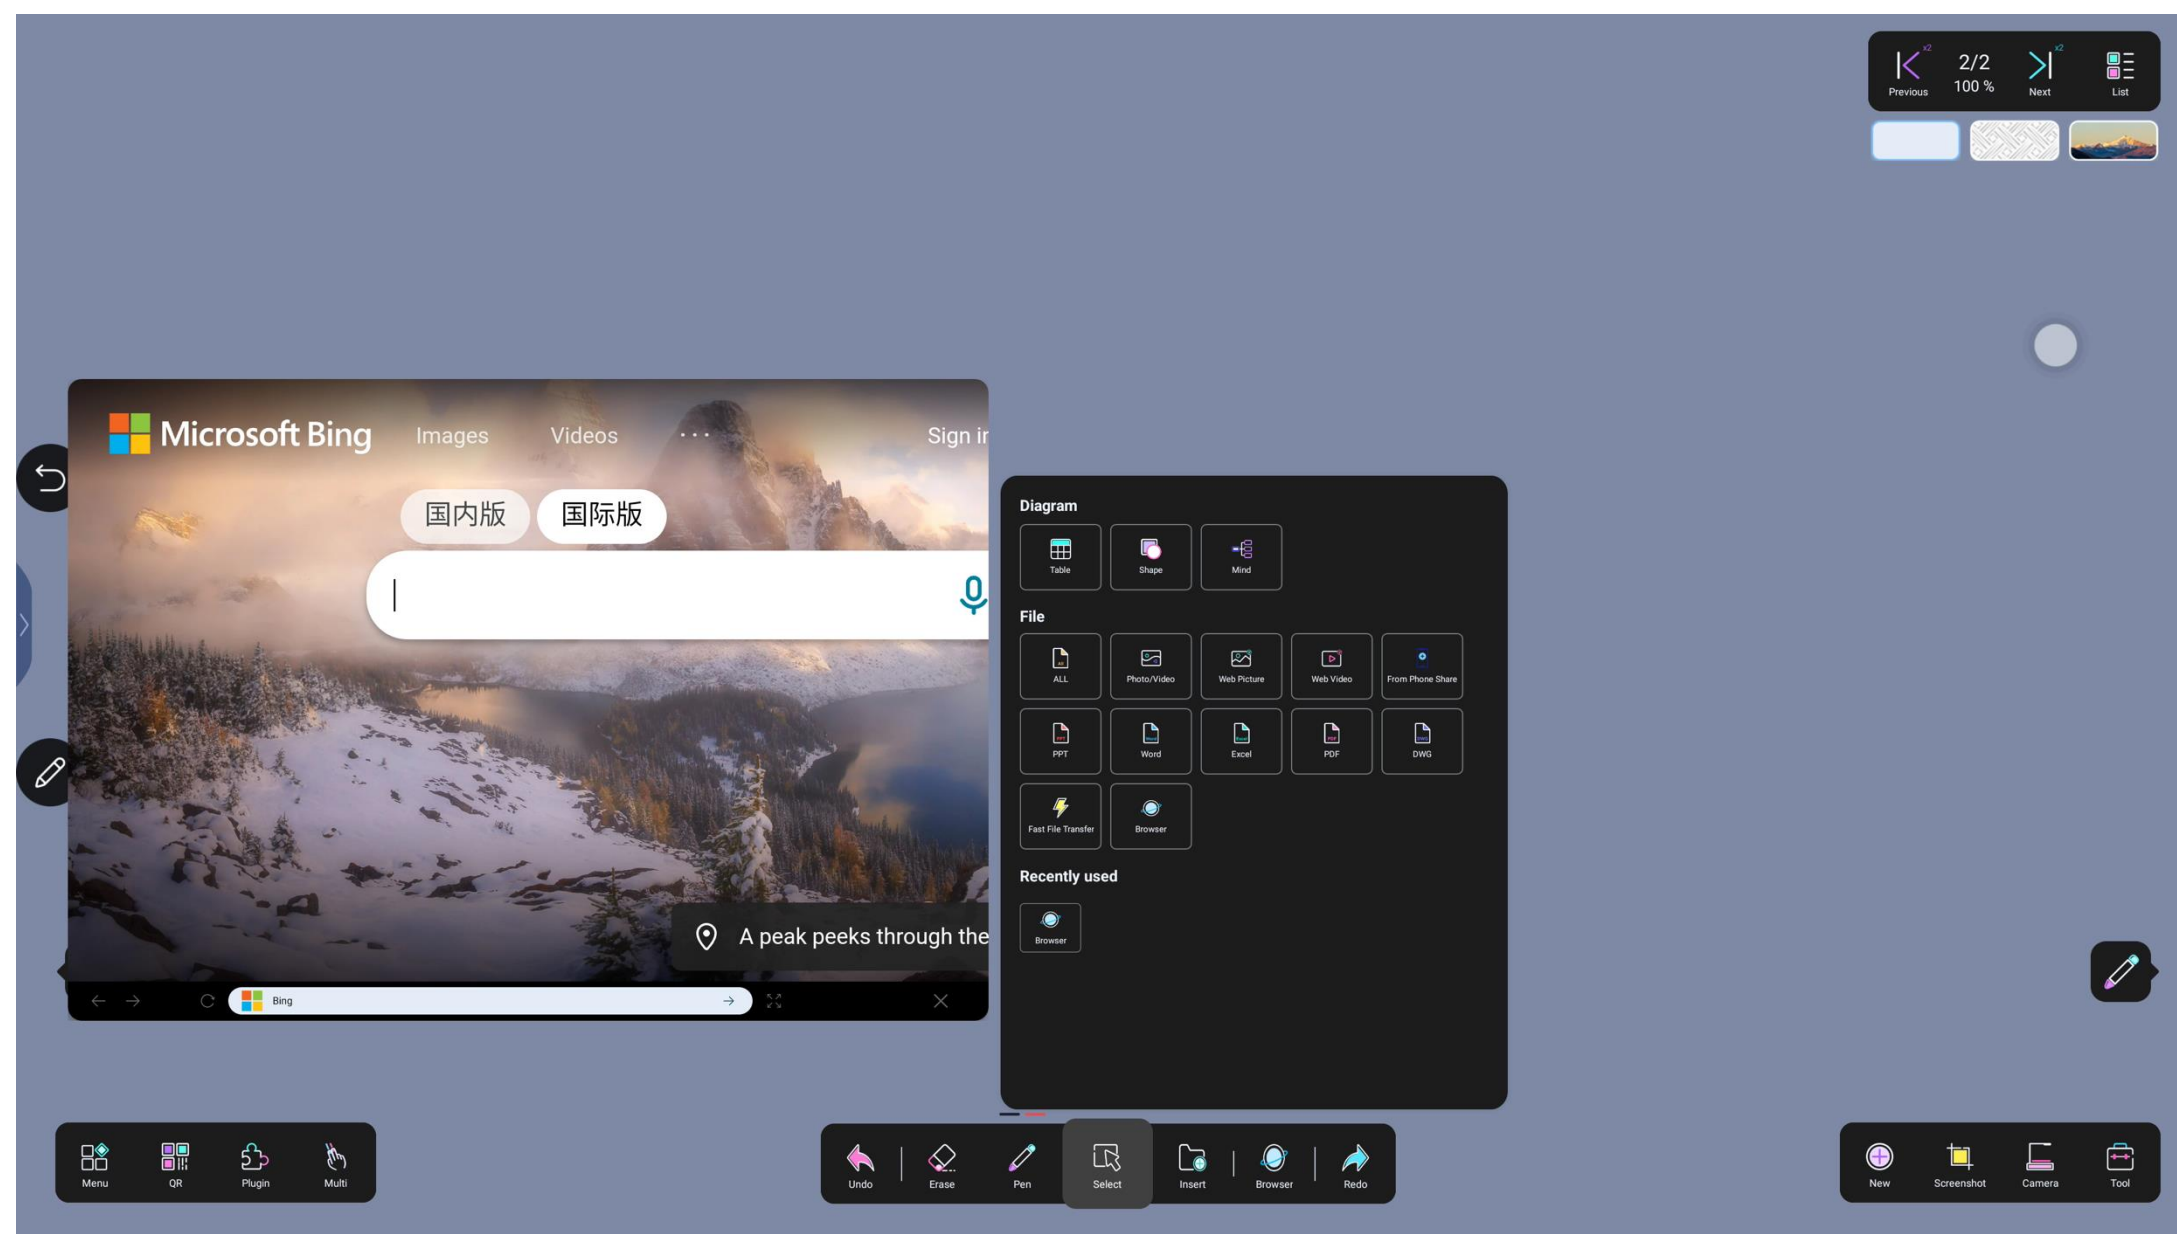 x2 2/2 x2
100 %
Previous Next List
Microsoft Bing Images Videos ... Sign in
国内版 国际版
A peak peeks through the
Bing
Diagram
Table Shape Mind
File
ALL Photo/Video Web Picture Web Video From Phone Share
PPT Word Excel PDF DWG
Fast File Transfer Browser
Recently used
Browser
Menu QR Plugin Multi
Undo Erase Pen Select Insert Browser Redo
New Screenshot Camera Tool